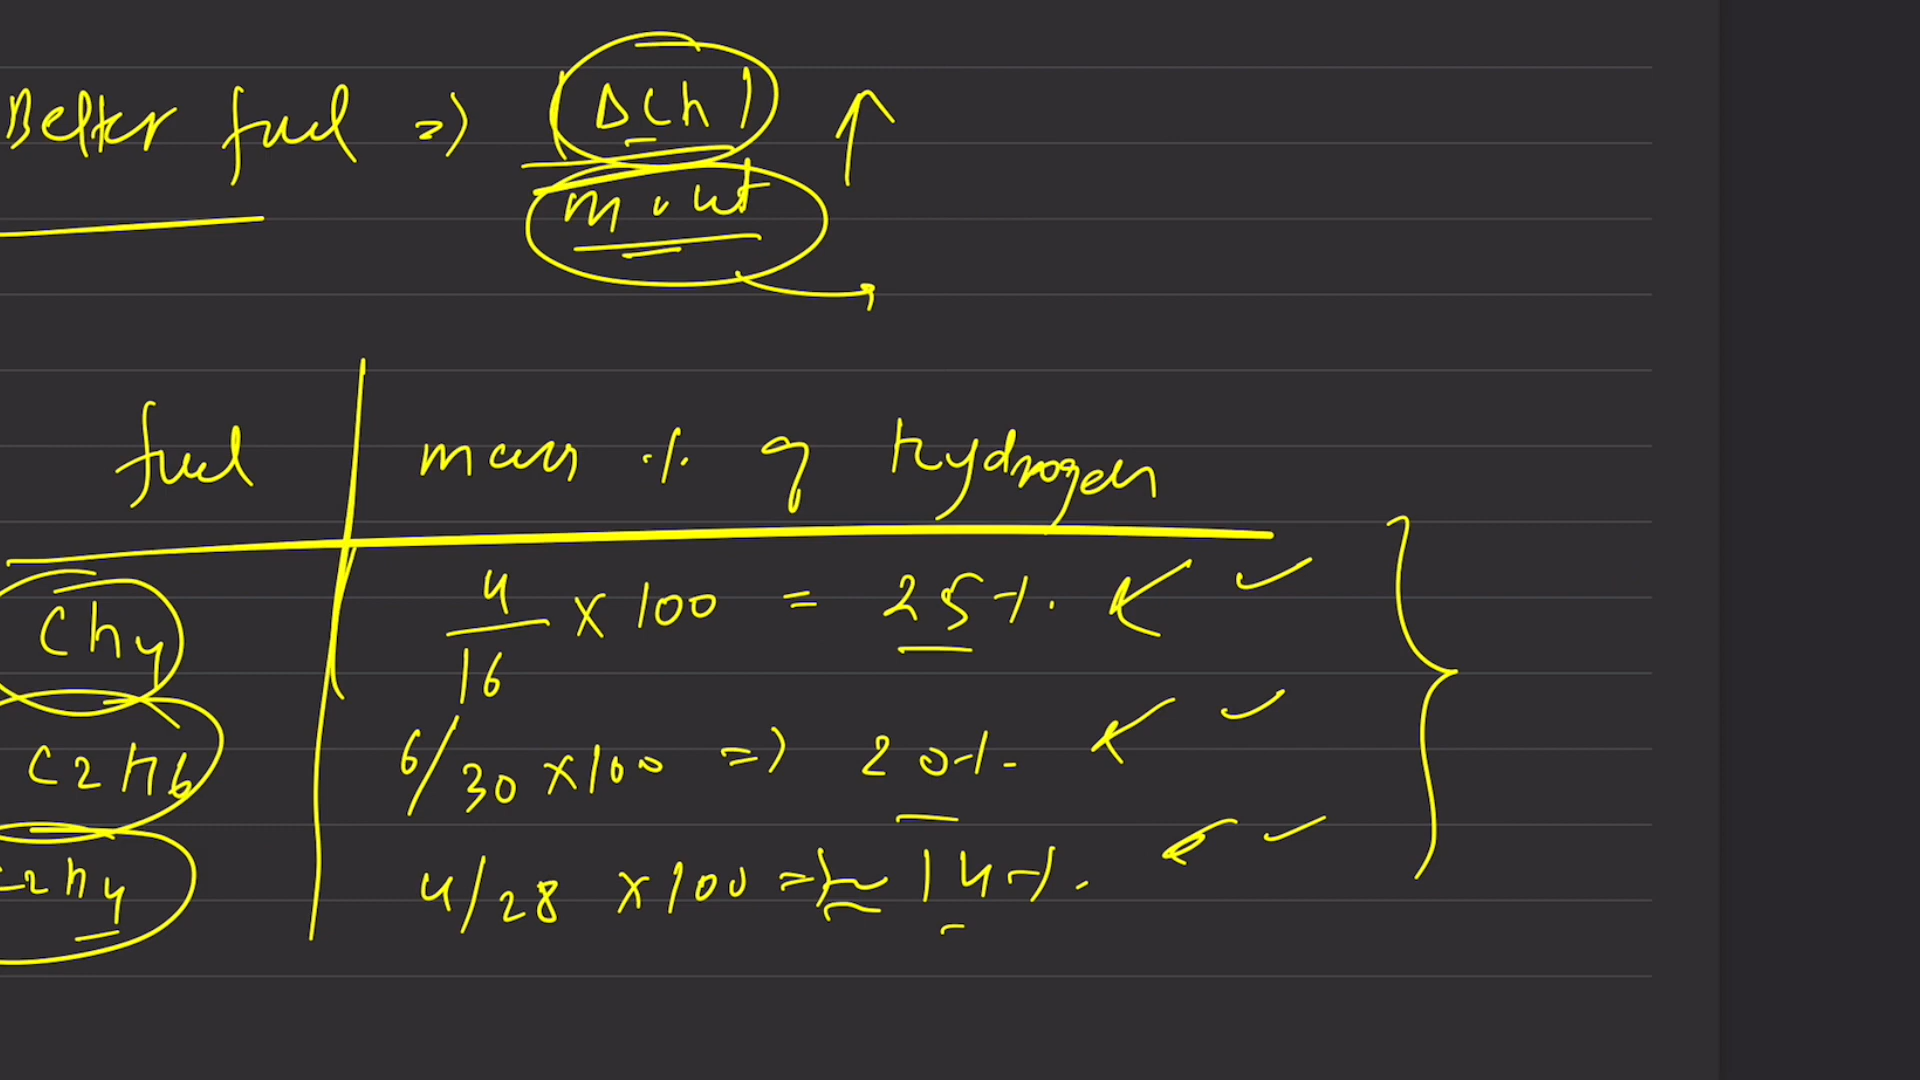 Better fuel => |ΔCH| ↑
m.wt
fuel mass % of Hydrogen
CH4 4/16 x 100 = 25%.
C2H6 6/30 x100 => 20%.
C2H4 4/28 x100 => ≈ 14%.